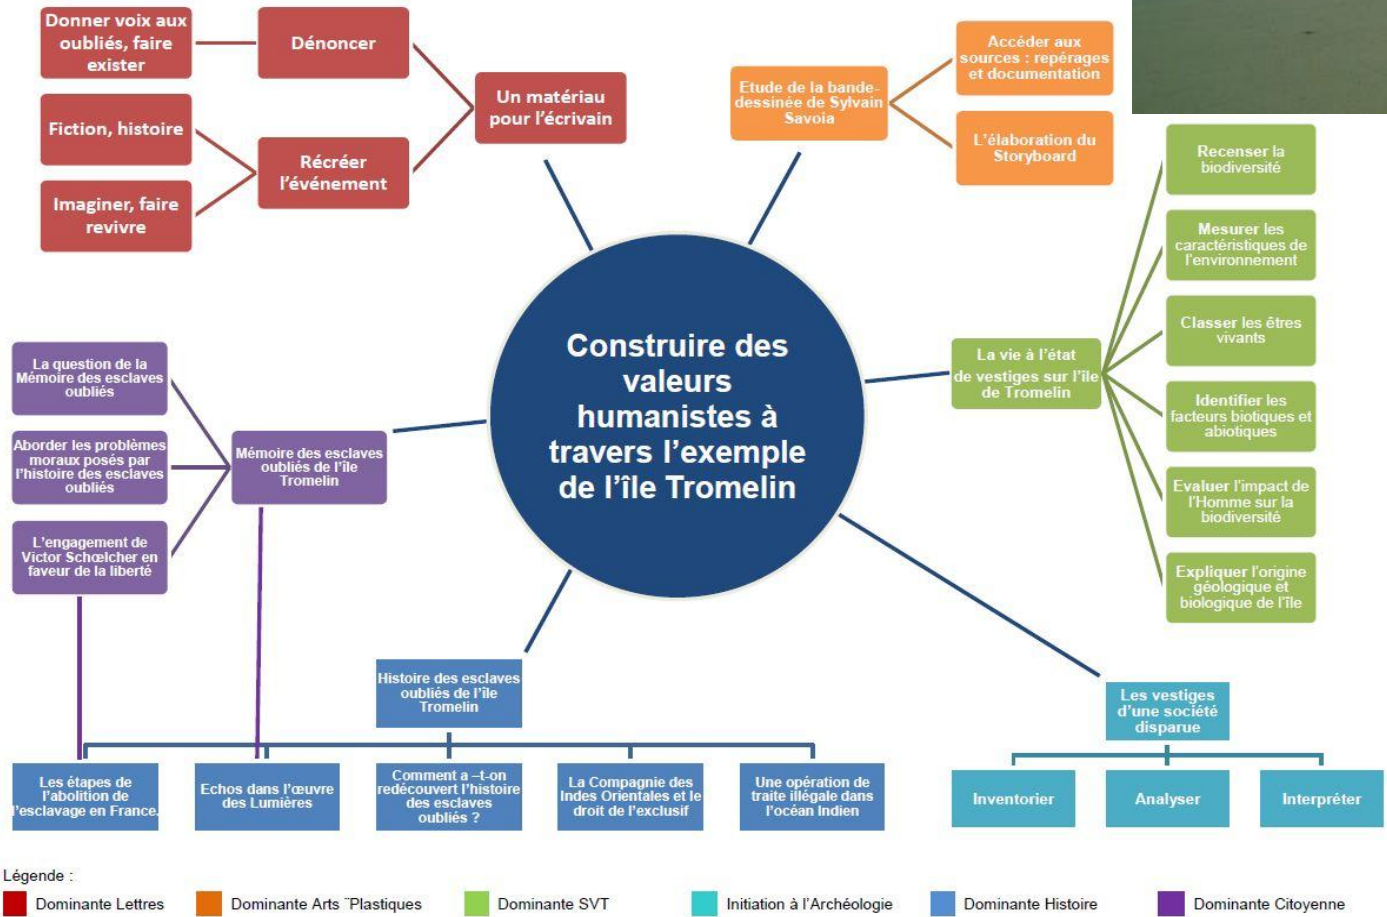 Donner voix aux
oubliés, faire
exister
Dénoncer
Fiction, histoire
Imaginer, faire
revivre
Récréer
l'événement
Un matériau
pour l'écrivain
Etude de la bande-
dessinée de Sylvain
Savoia
Accéder aux
sources : repérages
et documentation
L'élaboration du
Storyboard
Construire des
valeurs
humanistes à
travers l'exemple
de l'île Tromelin
La vie à l'état
de vestiges sur l'île
de Tromelin
Recenser la
biodiversité
Mesurer les
caractéristiques de
l'environnement
Classer les êtres
vivants
Identifier les
facteurs biotiques et
abiotiques
Evaluer l'impact de
l'Homme sur la
biodiversité
Expliquer l'origine
géologique et
biologique de l'île
La question de la
Mémoire des esclaves
oubliés
Aborder les problèmes
moraux posés par
l'histoire des esclaves
oubliés
L'engagement de
Victor Schœlcher en
faveur de la liberté
Mémoire des esclaves
oubliés de l'île
Tromelin
Histoire des esclaves
oubliés de l'île
Tromelin
Les étapes de
l'abolition de
l'esclavage en France.
Echos dans l'œuvre
des Lumières
Comment a –t-on
redécouvert l'histoire
des esclaves
oubliés ?
La Compagnie des
Indes Orientales et le
droit de l'exclusif
Une opération de
traite illégale dans
l'océan Indien
Les vestiges
d'une société
disparue
Inventorier
Analyser
Interpréter
Légende :
Dominante Lettres
Dominante Arts ¨Plastiques
Dominante SVT
Initiation à l'Archéologie
Dominante Histoire
Dominante Citoyenne